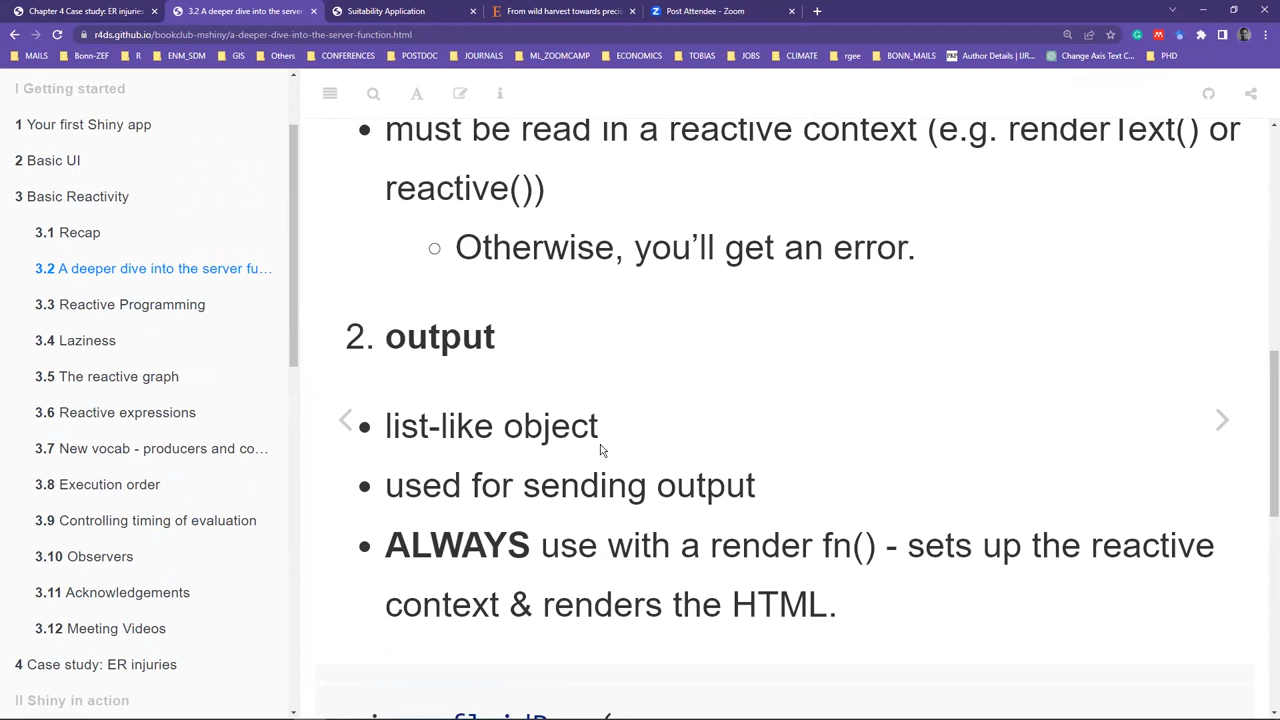 Chapter 4 Case study: ER injuries
3.2 A deeper dive into the server
Suitability Application
From wild harvest towards precis
Post Attendee - Zoom
r4ds.github.io/bookclub-mshiny/a-deeper-dive-into-the-server-function.html
MAILS
Bonn-ZEF
R
ENM_SDM
GIS
Others
CONFERENCES
POSTDOC
JOURNALS
ML_ZOOMCAMP
ECONOMICS
TOBIAS
JOBS
CLIMATE
rgee
BONN_MAILS
Author Details | IJR...
Change Axis Text C...
PHD
I Getting started
1 Your first Shiny app
2 Basic UI
3 Basic Reactivity
3.1 Recap
3.2 A deeper dive into the server fu...
3.3 Reactive Programming
3.4 Laziness
3.5 The reactive graph
3.6 Reactive expressions
3.7 New vocab - producers and co...
3.8 Execution order
3.9 Controlling timing of evaluation
3.10 Observers
3.11 Acknowledgements
3.12 Meeting Videos
4 Case study: ER injuries
II Shiny in action
must be read in a reactive context (e.g. renderText() or
reactive())
Otherwise, you'll get an error.
2. output
list-like object
used for sending output
ALWAYS use with a render fn() - sets up the reactive
context & renders the HTML.